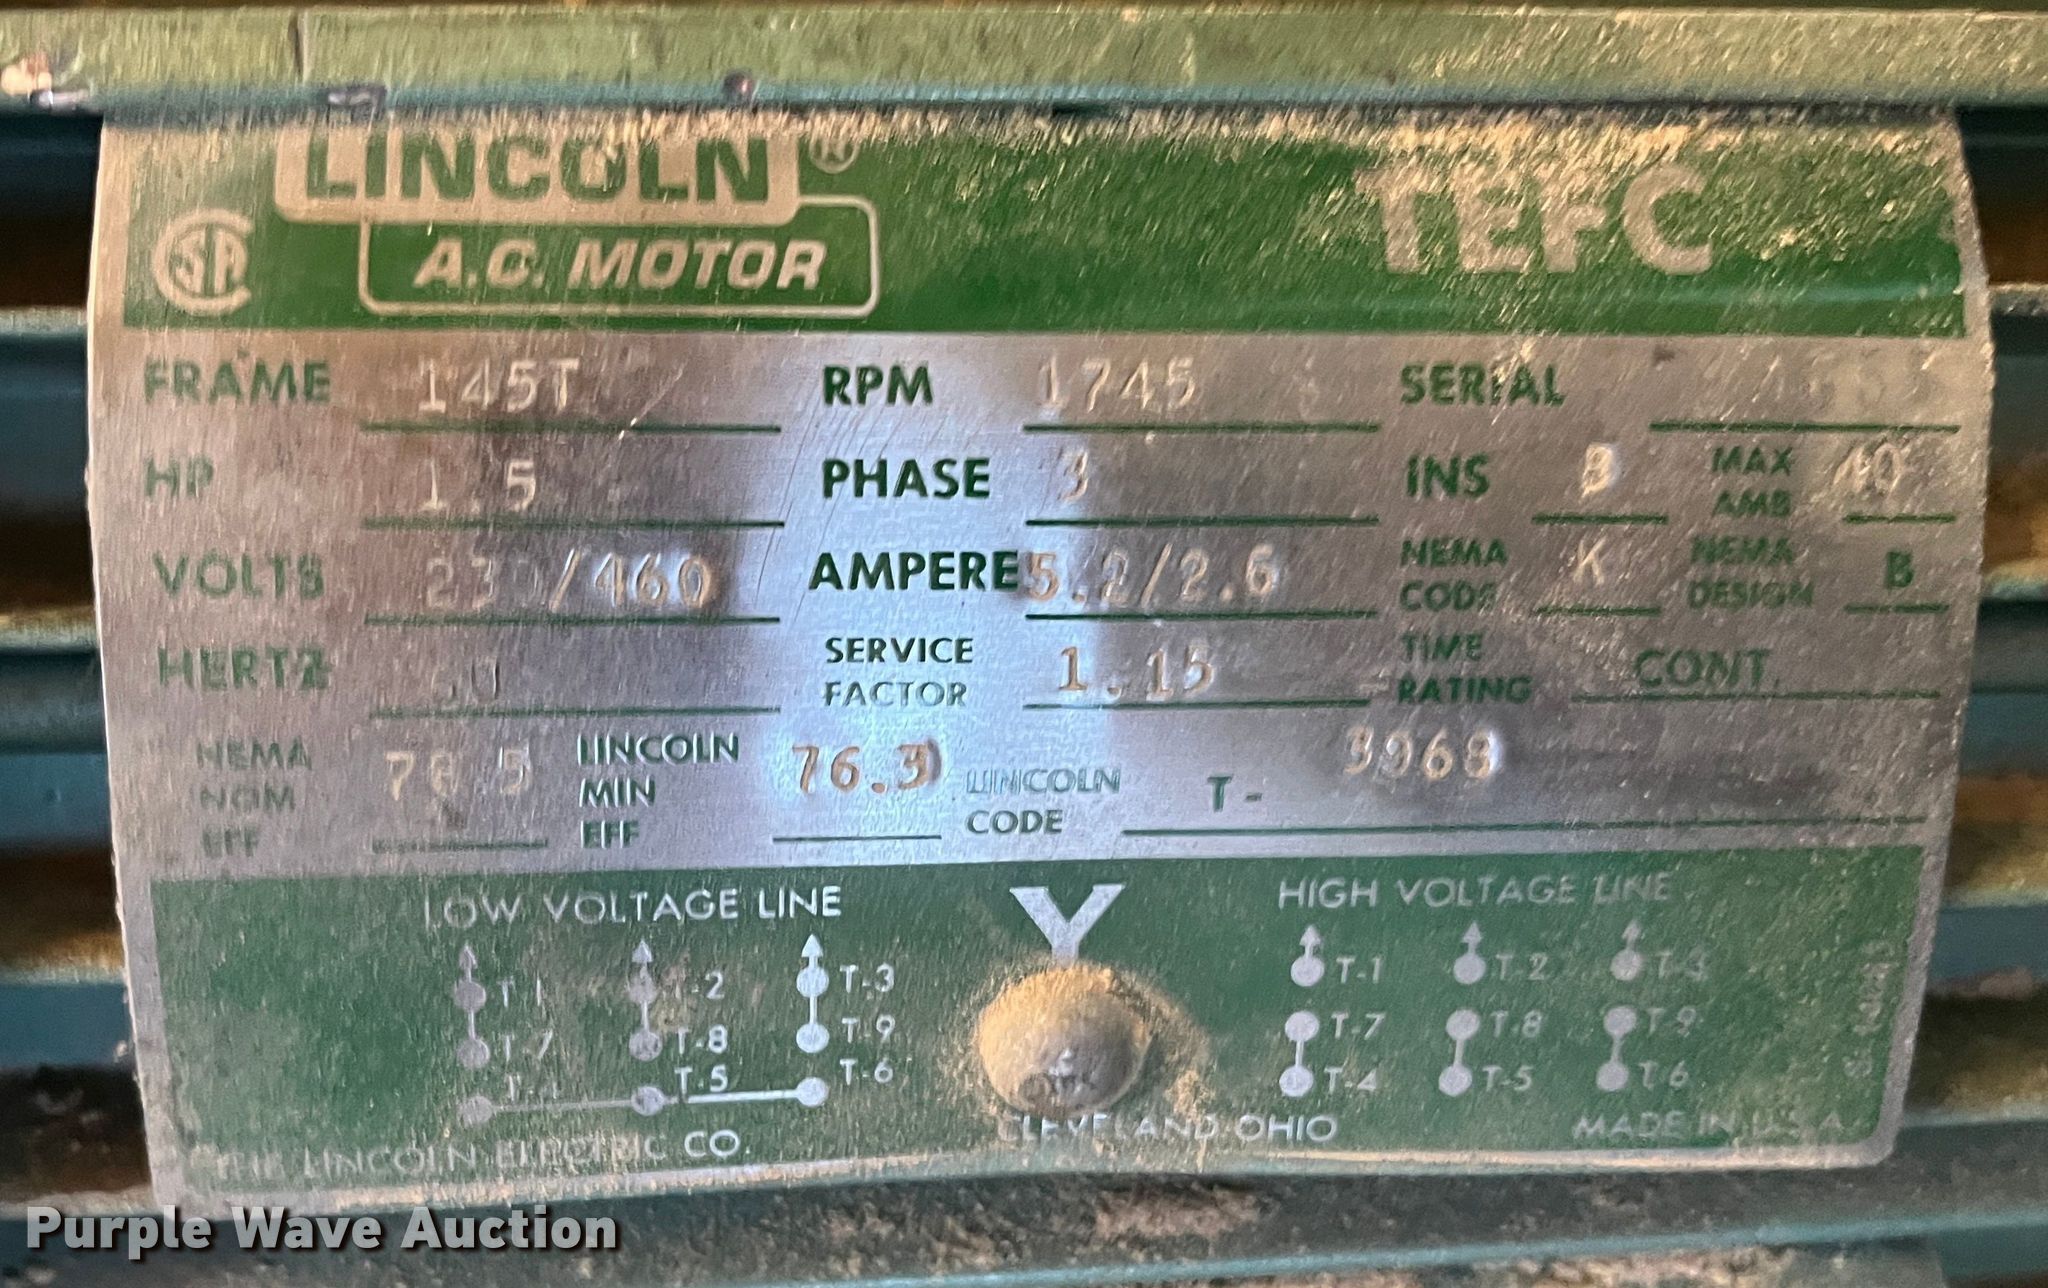 LINCOLN®
A.C. MOTOR
TEFC
CSA
FRAME 145T RPM 1745 SERIAL
HP 1.5 PHASE 3 INS B MAX AMB 40
VOLTS 230/460 AMPERE 5.2/2.6 NEMA CODE K NEMA DESIGN B
HERTZ 60 SERVICE FACTOR 1.15 TIME RATING CONT.
NEMA NOM EFF 78.5 LINCOLN MIN EFF 76.3 LINCOLN CODE T- 3968
LOW VOLTAGE LINE Y HIGH VOLTAGE LINE
T-1 T-2 T-3 T-1 T-2 T-3
T-7 T-8 T-9 T-7 T-8 T-9
T-4 T-5 T-6 T-4 T-5 T-6
THE LINCOLN ELECTRIC CO. CLEVELAND OHIO MADE IN U.S.A.
Purple Wave Auction